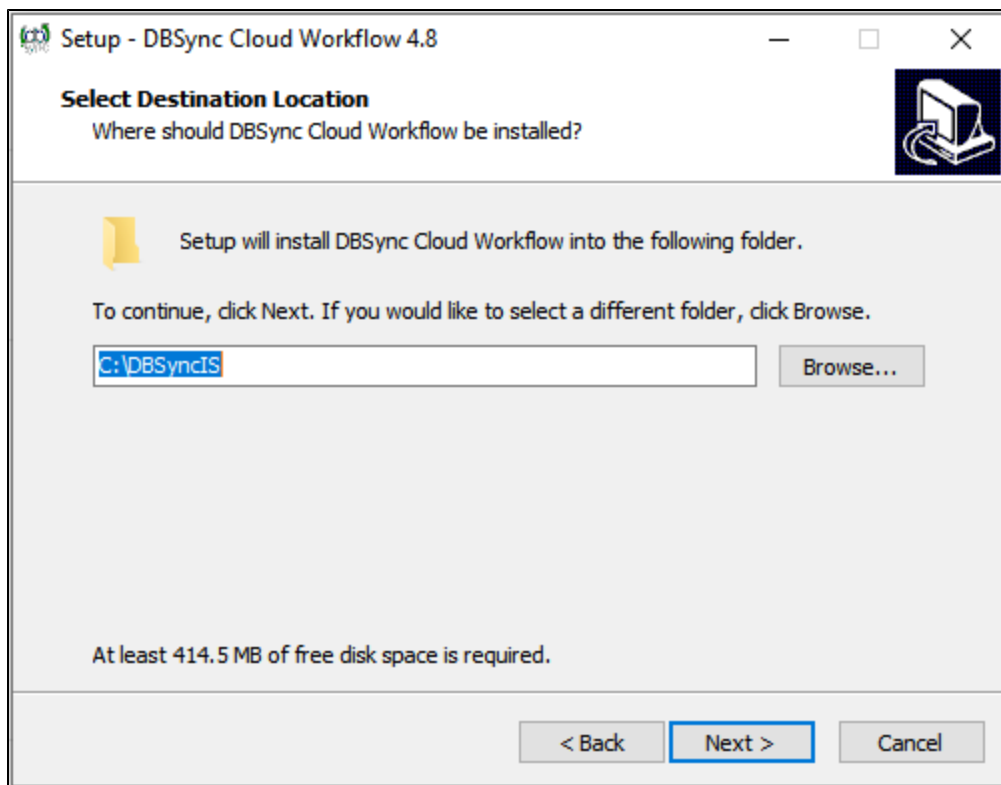 Setup - DBSync Cloud Workflow 4.8
Select Destination Location
Where should DBSync Cloud Workflow be installed?
Setup will install DBSync Cloud Workflow into the following folder.
To continue, click Next. If you would like to select a different folder, click Browse.
C:\DBSyncIS
Browse...
At least 414.5 MB of free disk space is required.
< Back
Next >
Cancel